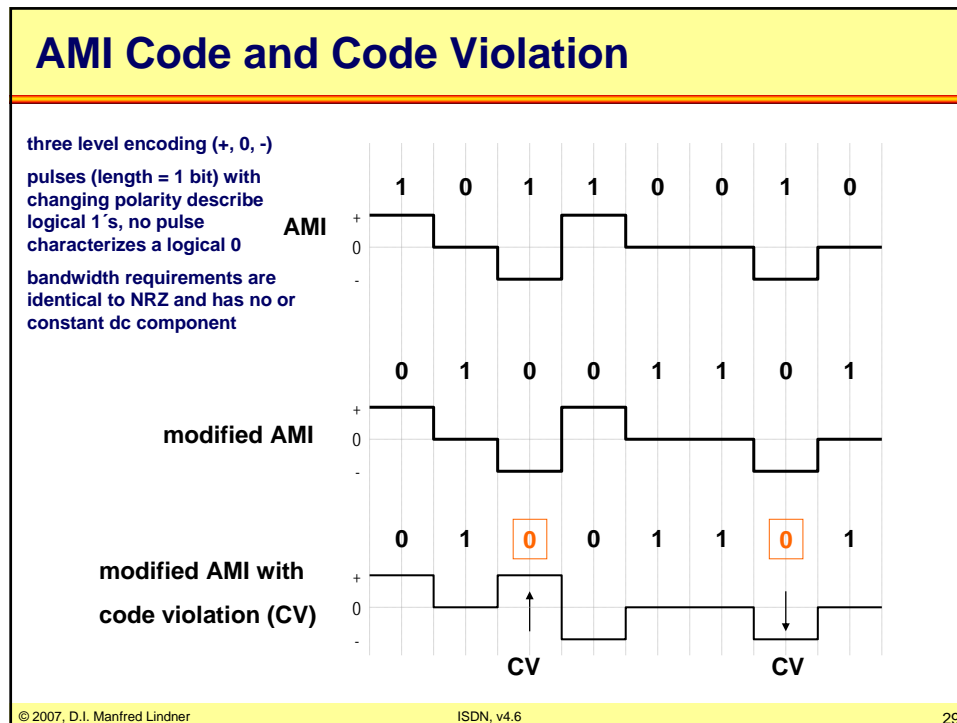 AMI Code and Code Violation
three level encoding (+, 0, -)
pulses (length = 1 bit) with
changing polarity describe
logical 1´s, no pulse
characterizes a logical 0
bandwidth requirements are
identical to NRZ and has no or
constant dc component
1 0 1 1 0 0 1 0
AMI
+
0
-
0 1 0 0 1 1 0 1
modified AMI
+
0
-
0 1 0 0 1 1 0 1
modified AMI with
code violation (CV)
+
0
-
CV CV
© 2007, D.I. Manfred Lindner
ISDN, v4.6
29